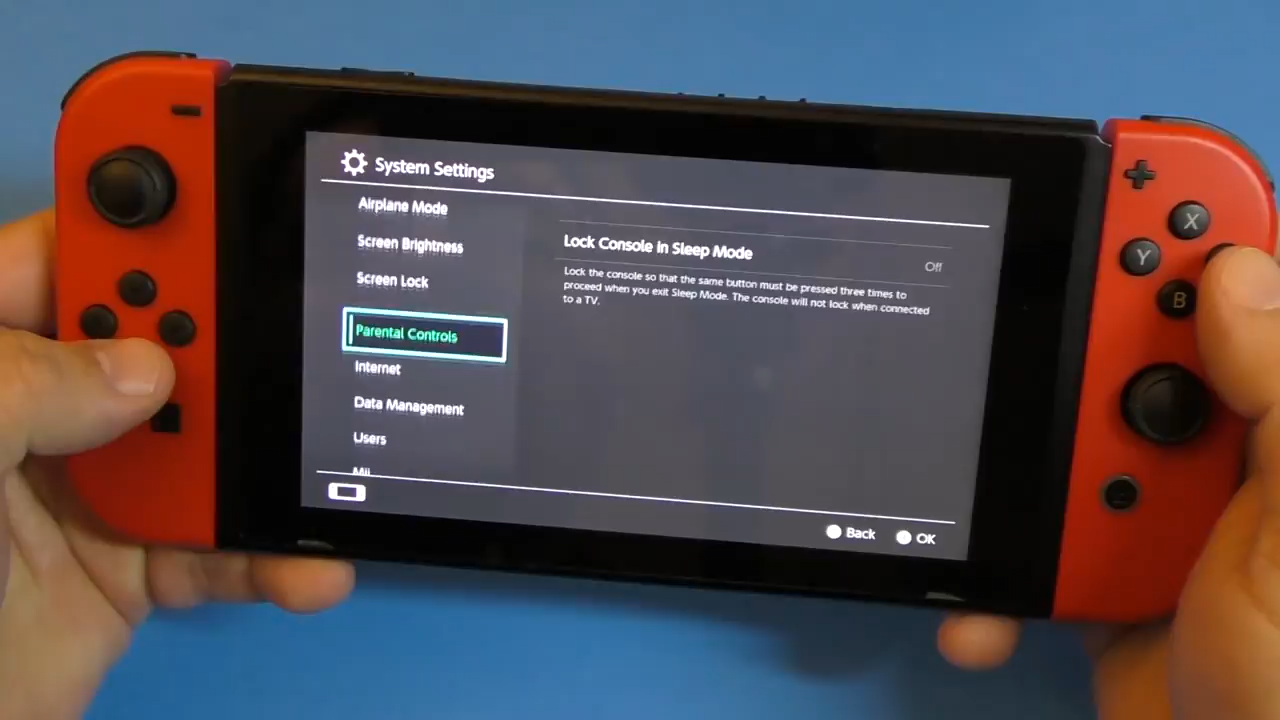 System Settings
Airplane Mode
Screen Brightness
Screen Lock
Parental Controls
Internet
Data Management
Users
Mii
Lock Console in Sleep Mode
Off
Lock the console so that the same button must be pressed three times to
proceed when you exit Sleep Mode. The console will not lock when connected
to a TV.
Back
OK
X
Y
B